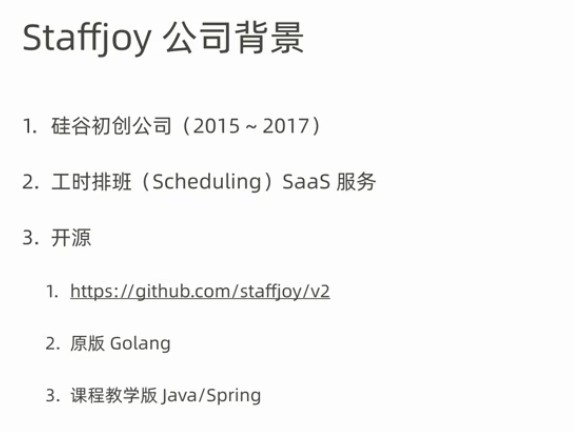 Staffjoy 公司背景
1. 硅谷初创公司（2015 ~ 2017）
2. 工时排班（Scheduling）SaaS 服务
3. 开源
1. https://github.com/staffjoy/v2
2. 原版 Golang
3. 课程教学版 Java/Spring